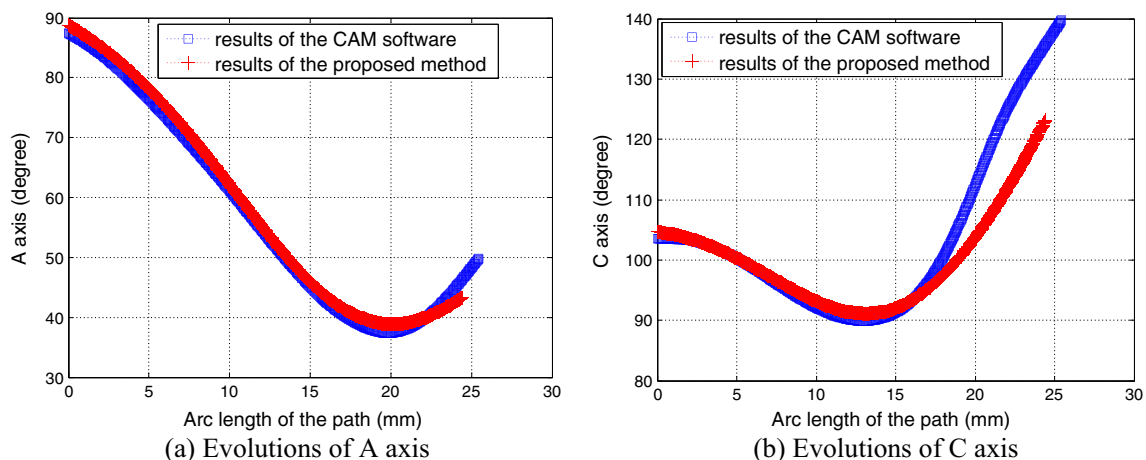 90
80
70
60
50
40
30
0 5 10 15 20 25 30
A axis (degree)
Arc length of the path (mm)
results of the CAM software
results of the proposed method
(a) Evolutions of A axis
140
130
120
110
100
90
80
0 5 10 15 20 25 30
C axis (degree)
Arc length of the path (mm)
results of the CAM software
results of the proposed method
(b) Evolutions of C axis